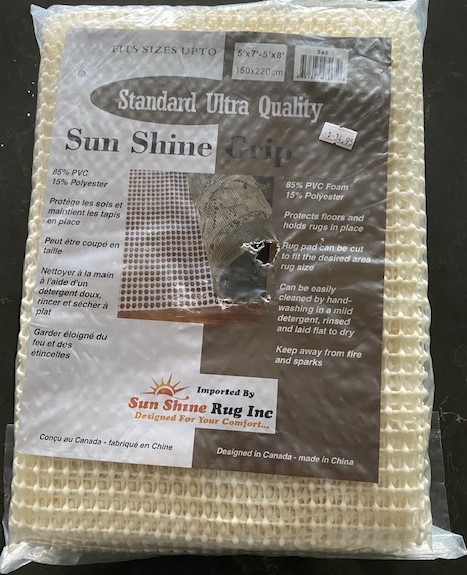 FITS SIZES UPTO
5'x7'-5'x8'
150x220cm
5x8
Standard Ultra Quality
Sun Shine Grip
85% PVC
15% Polyester
Protége les sols et
maintient les tapis
en place
Peut étre coupé en
taille
Nettoyer à la main
à l'aide d'un
détergent doux,
rincer et sécher à
plat
Garder éloigné du
feu et des
étincelles
85% PVC Foam
15% Polyester
Protects floors and
holds rugs in place
Rug pad can be cut
to fit the desired area
rug size
Can be easily
cleaned by hand-
washing in a mild
detergent, rinsed
and laid flat to dry
Keep away from fire
and sparks
Imported By
Sun Shine Rug Inc
Designed For Your Comfort...
Conçu au Canada - fabriqué en Chine
Designed in Canada - made in China